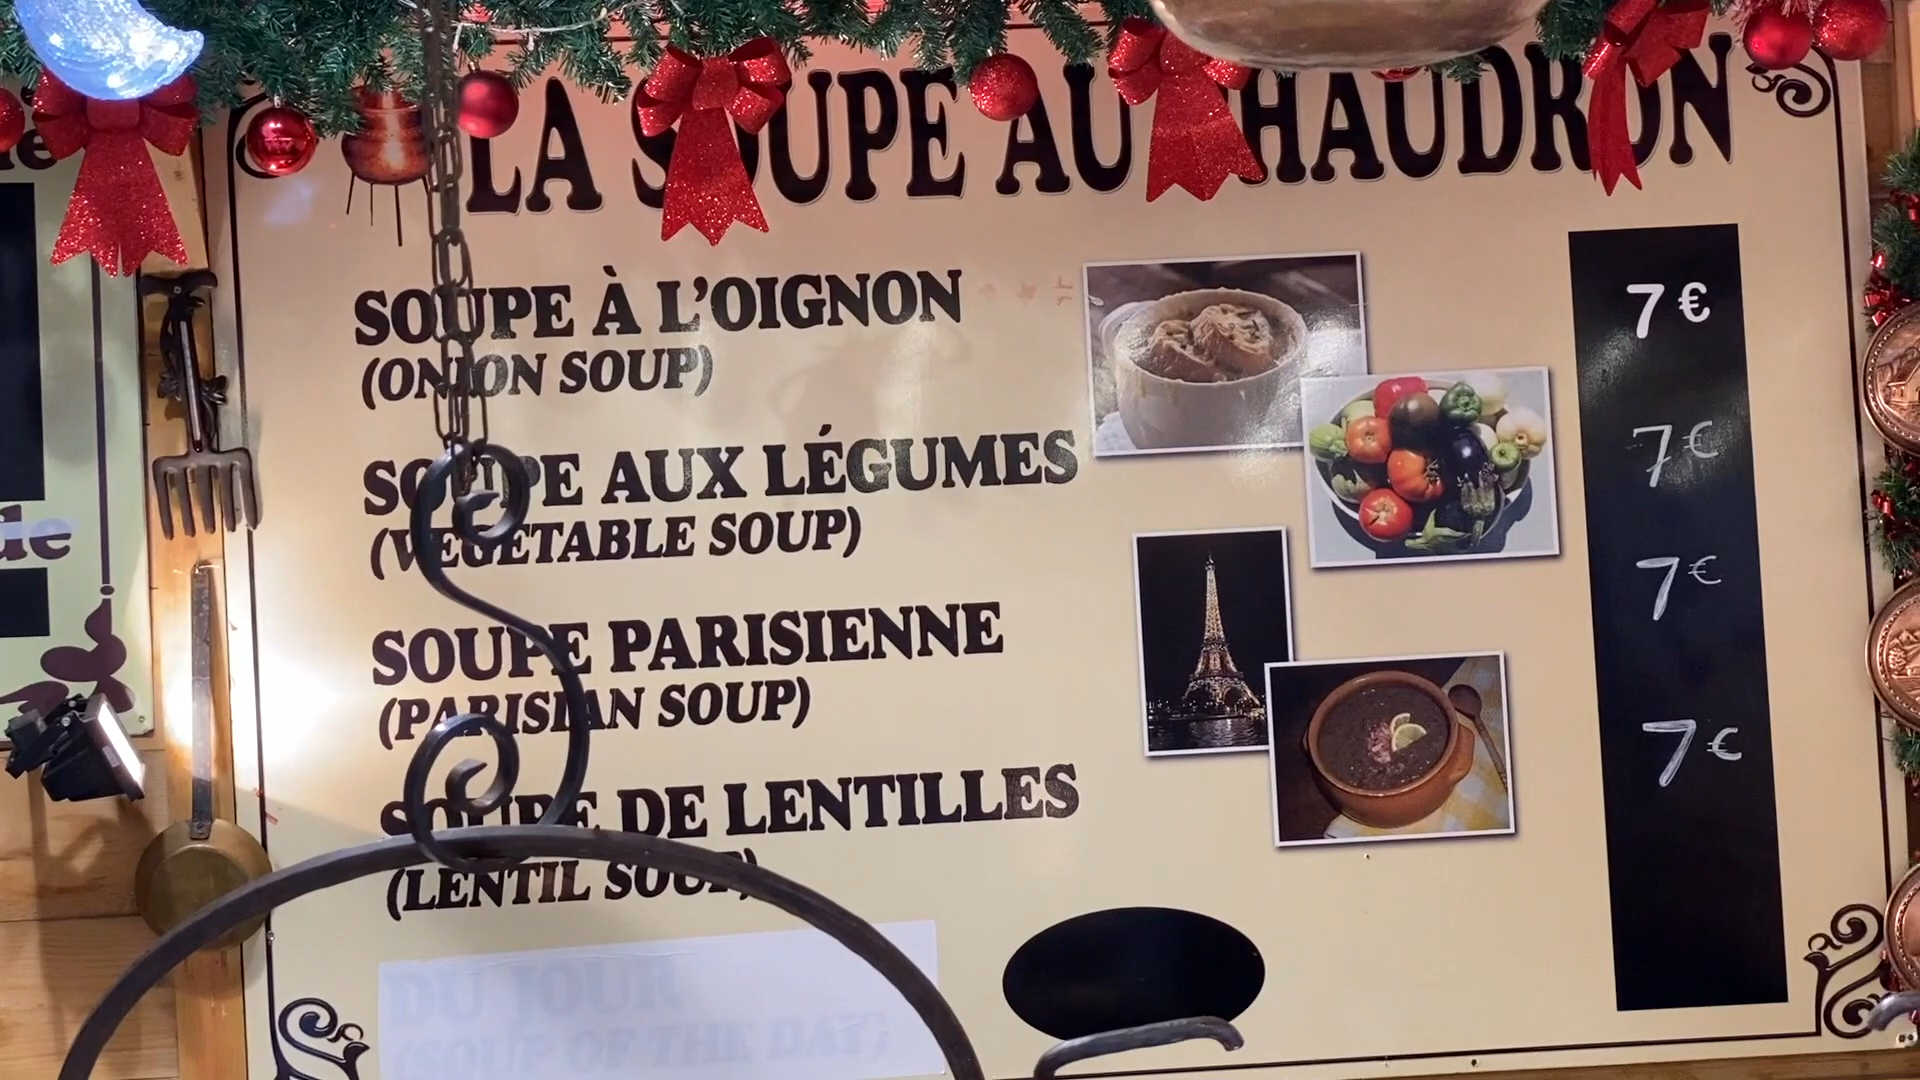 LA SOUPE AU CHAUDRON
SOUPE À L'OIGNON
(ONION SOUP)
7€
SOUPE AUX LÉGUMES
(VEGETABLE SOUP)
7€
SOUPE PARISIENNE
(PARISIAN SOUP)
7€
SOUPE DE LENTILLES
(LENTIL SOUP)
7€
DU JOUR
(SOUP OF THE DAY)